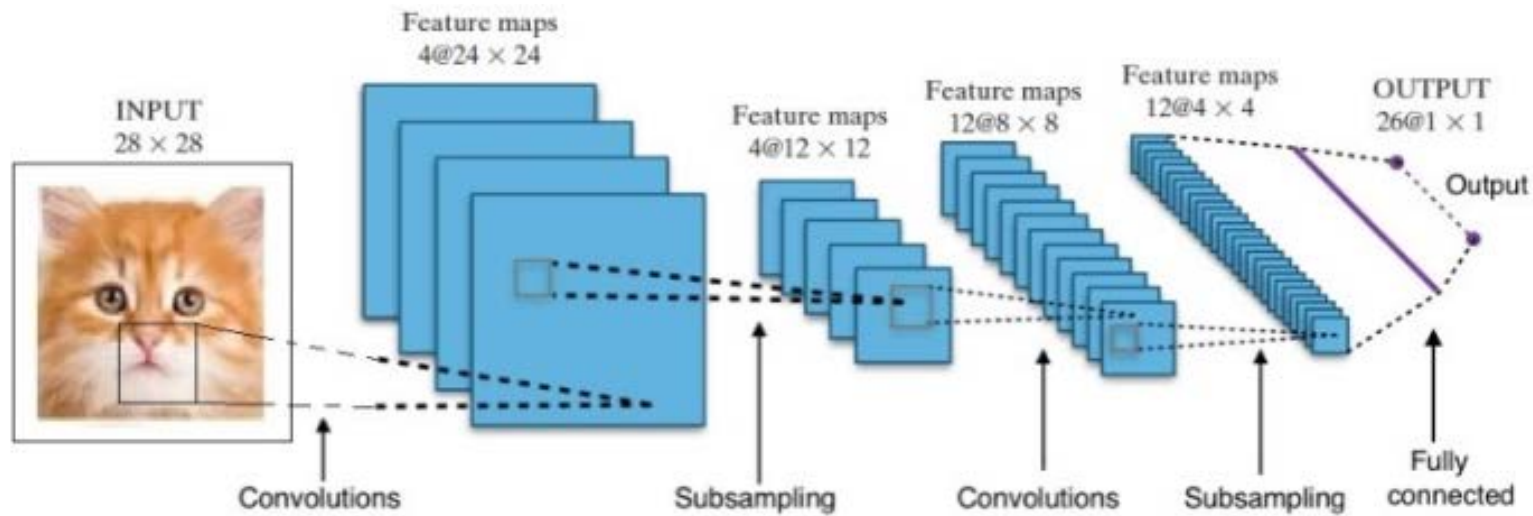 INPUT
28 × 28
Feature maps
4@24 × 24
Feature maps
4@12 × 12
Feature maps
12@8 × 8
Feature maps
12@4 × 4
OUTPUT
26@1 × 1
Output
Convolutions
Subsampling
Convolutions
Subsampling
Fully
connected